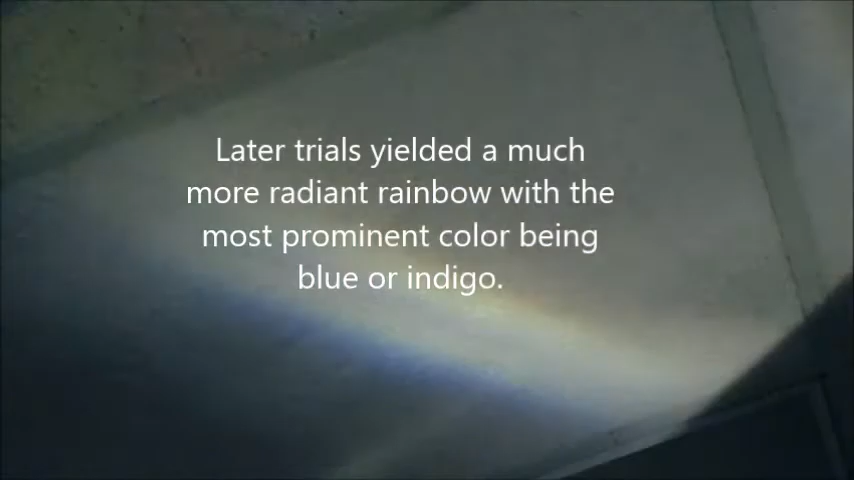 Later trials yielded a much
more radiant rainbow with the
most prominent color being
blue or indigo.